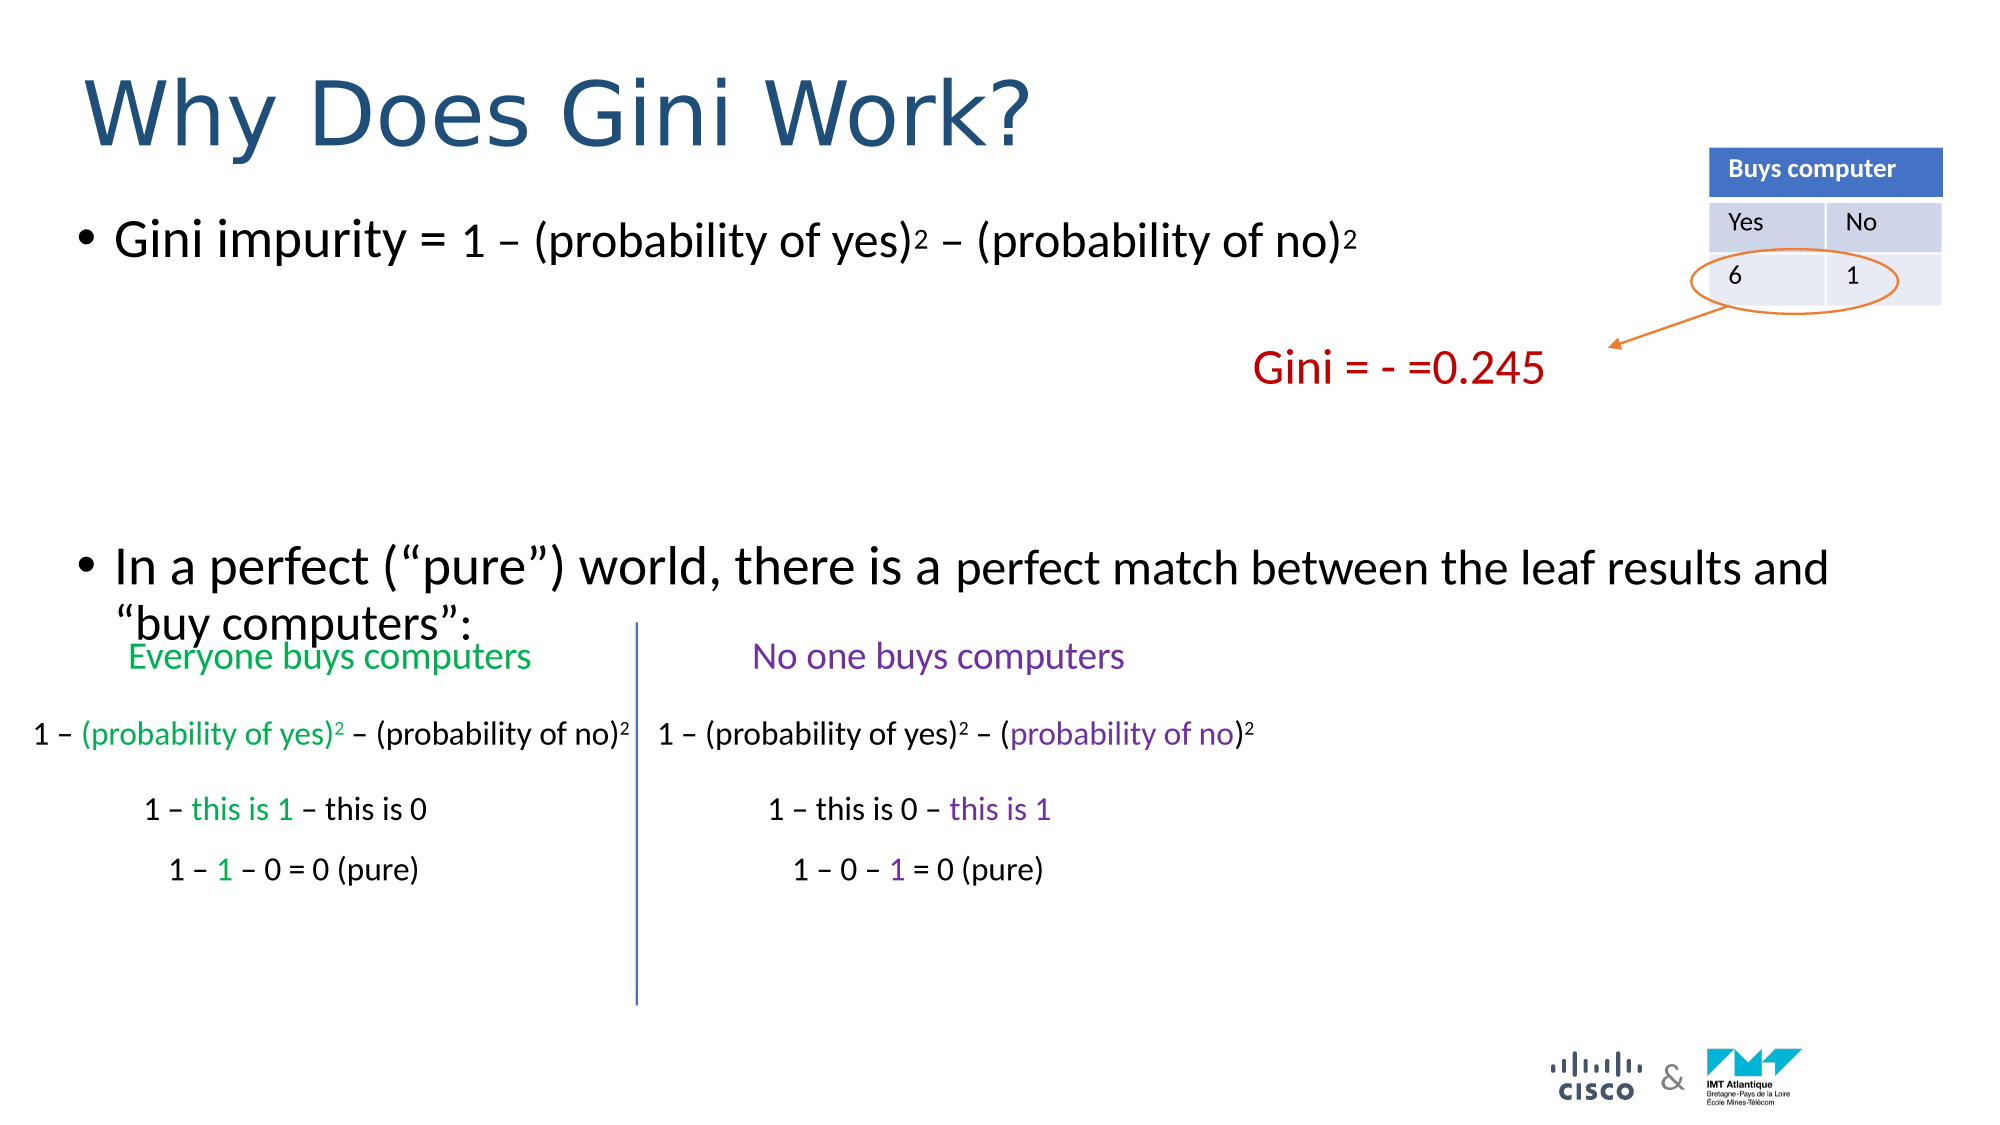 Why Does Gini Work?
Buys computer
Yes No
6 1
• Gini impurity = 1 – (probability of yes)² – (probability of no)²
Gini = - =0.245
• In a perfect (“pure”) world, there is a perfect match between the leaf results and
“buy computers”:
Everyone buys computers
1 – (probability of yes)² – (probability of no)²
1 – this is 1 – this is 0
1 – 1 – 0 = 0 (pure)
No one buys computers
1 – (probability of yes)² – (probability of no)²
1 – this is 0 – this is 1
1 – 0 – 1 = 0 (pure)
CISCO
&
IMT Atlantique
Bretagne-Pays de la Loire
École Mines-Télécom